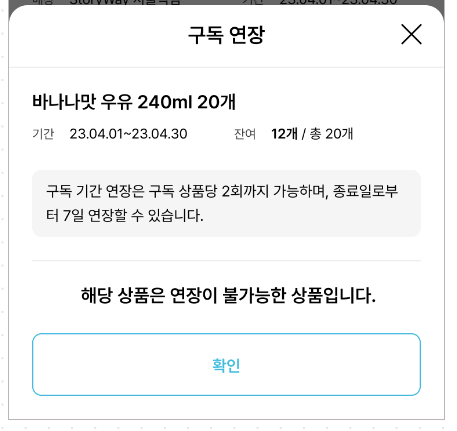 구독 연장
바나나맛 우유 240ml 20개
기간 23.04.01~23.04.30 잔여 12개 / 총 20개
구독 기간 연장은 구독 상품당 2회까지 가능하며, 종료일로부
터 7일 연장할 수 있습니다.
해당 상품은 연장이 불가능한 상품입니다.
확인